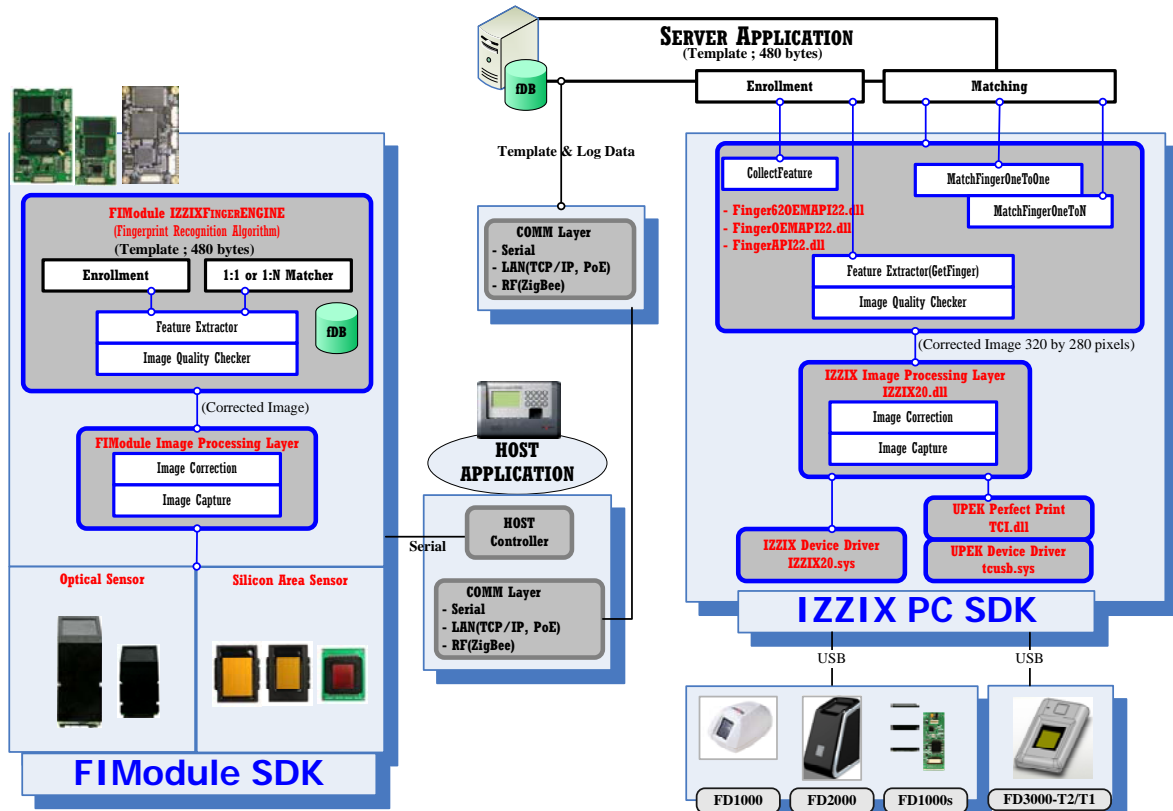 SERVER APPLICATION
(Template ; 480 bytes)
fDB
Enrollment
Matching
Template & Log Data
FIModule IZZIXFINGERENGINE
(Fingerprint Recognition Algorithm)
(Template ; 480 bytes)
Enrollment
1:1 or 1:N Matcher
Feature Extractor
Image Quality Checker
fDB
(Corrected Image)
FIModule Image Processing Layer
Image Correction
Image Capture
Optical Sensor
Silicon Area Sensor
FIModule SDK
COMM Layer
- Serial
- LAN(TCP/IP, PoE)
- RF(ZigBee)
HOST
APPLICATION
Serial
HOST
Controller
COMM Layer
- Serial
- LAN(TCP/IP, PoE)
- RF(ZigBee)
CollectFeature
MatchFingerOneToOne
MatchFingerOneToN
- Finger62OEMAPI22.dll
- FingerOEMAPI22.dll
- FingerAPI22.dll
Feature Extractor(GetFinger)
Image Quality Checker
(Corrected Image 320 by 280 pixels)
IZZIX Image Processing Layer
IZZIX20.dll
Image Correction
Image Capture
UPEK Perfect Print
TCI.dll
IZZIX Device Driver
IZZIX20.sys
UPEK Device Driver
tcusb.sys
IZZIX PC SDK
USB
USB
FD1000
FD2000
FD1000s
FD3000-T2/T1